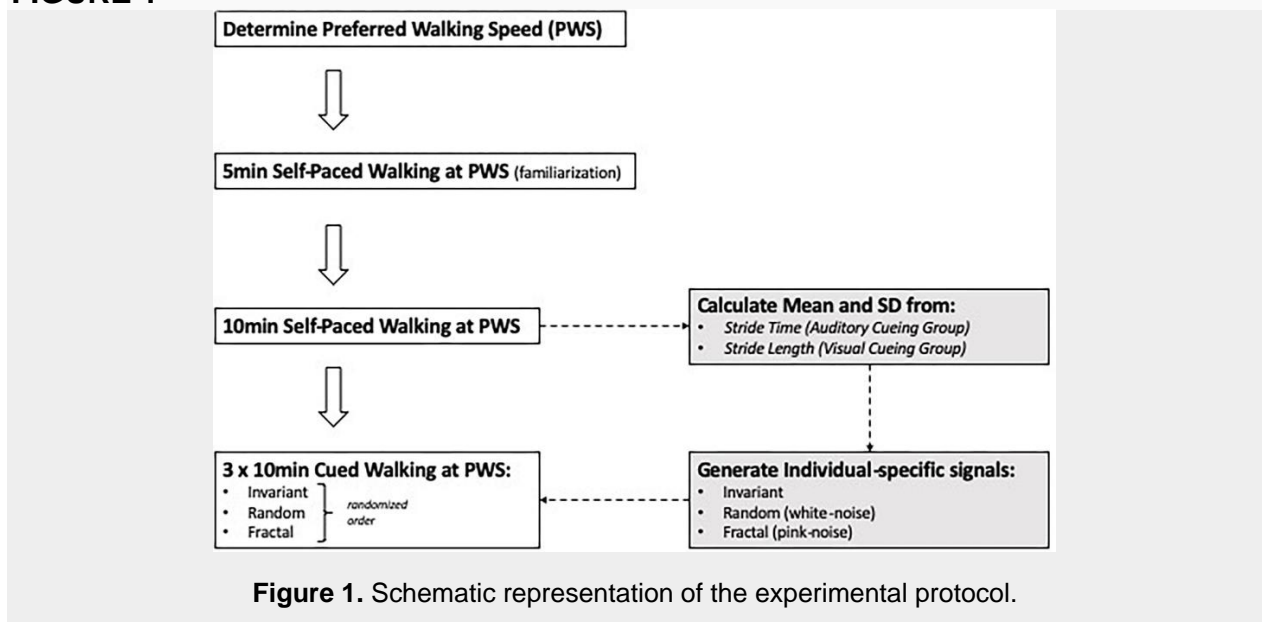 Determine Preferred Walking Speed (PWS)
5min Self-Paced Walking at PWS (familiarization)
10min Self-Paced Walking at PWS
Calculate Mean and SD from:
• Stride Time (Auditory Cueing Group)
• Stride Length (Visual Cueing Group)
3 x 10min Cued Walking at PWS:
• Invariant
• Random
• Fractal
randomized
order
Generate Individual-specific signals:
• Invariant
• Random (white-noise)
• Fractal (pink-noise)
Figure 1. Schematic representation of the experimental protocol.